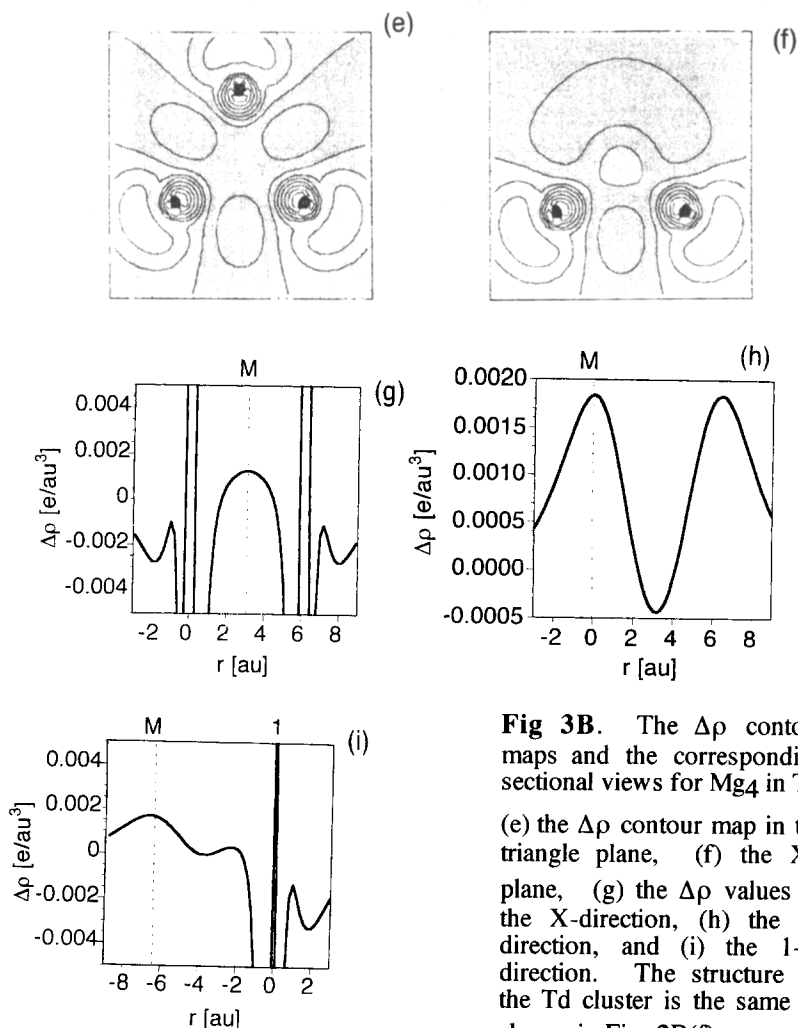 (e)
(f)
M
(g)
0.004
0.002
0
-0.002
-0.004
Δρ [e/au³]
-2 0 2 4 6 8
r [au]
M
(h)
0.0020
0.0015
0.0010
0.0005
0.0000
-0.0005
Δρ [e/au³]
-2 0 2 4 6 8
r [au]
M 1
(i)
0.004
0.002
0
-0.002
-0.004
Δρ [e/au³]
-8 -6 -4 -2 0 2
r [au]
Fig 3B. The Δρ conto
maps and the correspondi
sectional views for Mg4 in T
(e) the Δρ contour map in t
triangle plane, (f) the X
plane, (g) the Δρ values
the X-direction, (h) the
direction, and (i) the 1-
direction. The structure
the Td cluster is the same